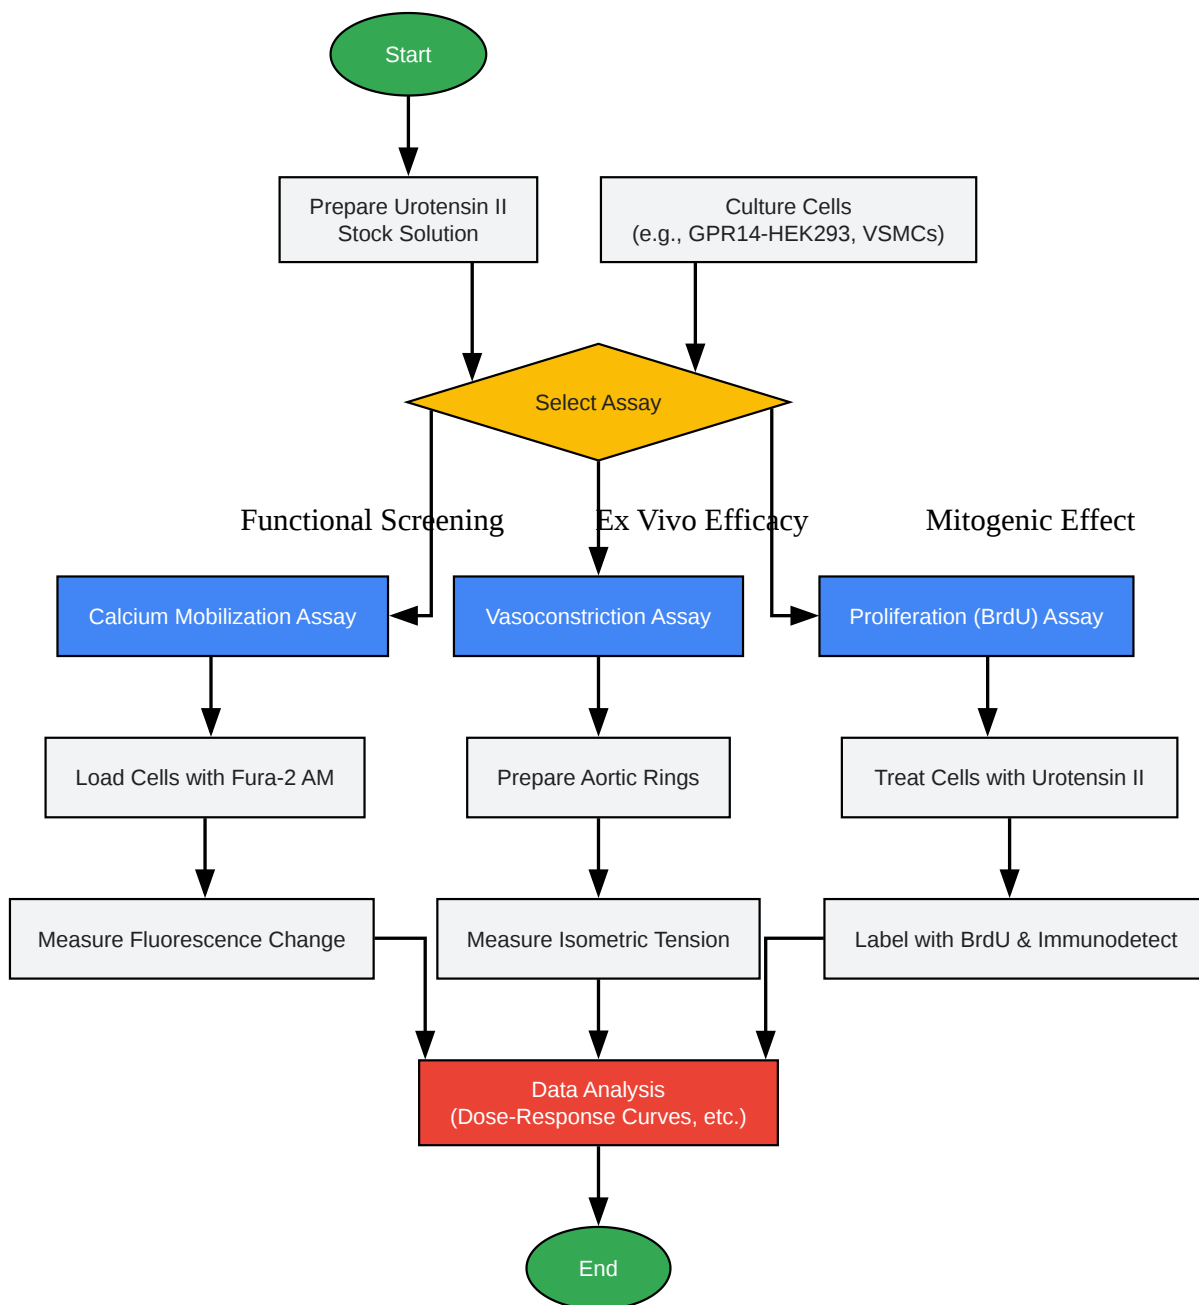 Start
Prepare Urotensin II
Stock Solution
Culture Cells
(e.g., GPR14-HEK293, VSMCs)
Select Assay
Functional Screening
Ex Vivo Efficacy
Mitogenic Effect
Calcium Mobilization Assay
Vasoconstriction Assay
Proliferation (BrdU) Assay
Load Cells with Fura-2 AM
Prepare Aortic Rings
Treat Cells with Urotensin II
Measure Fluorescence Change
Measure Isometric Tension
Label with BrdU & Immunodetect
Data Analysis
(Dose-Response Curves, etc.)
End